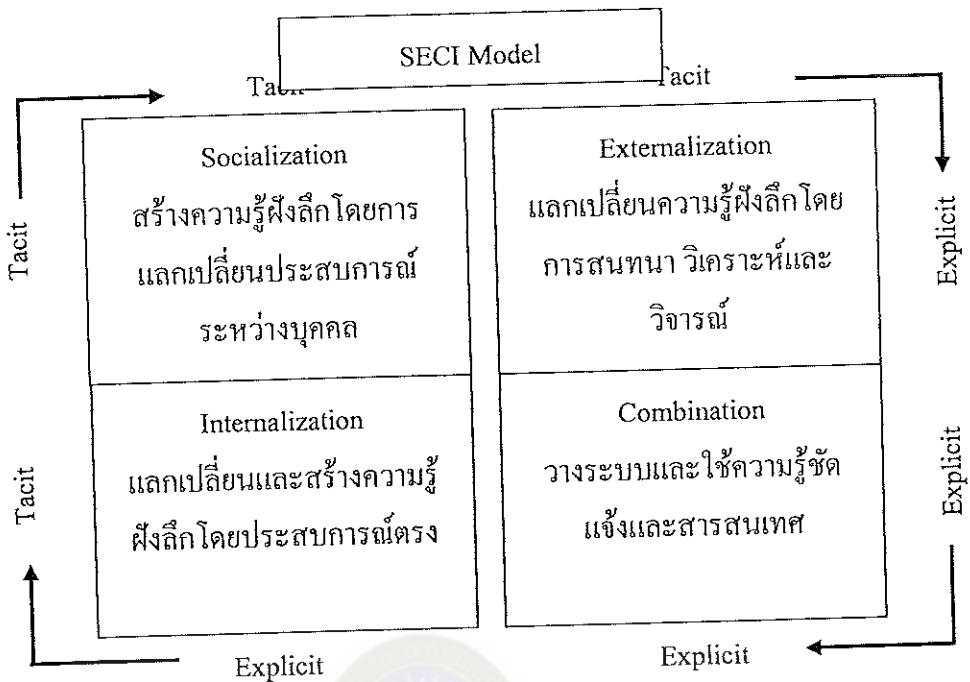 SECI Model
Tacit
Tacit
Tacit
Socialization
สร้างความรู้ฝังลึกโดยการ
แลกเปลี่ยนประสบการณ์
ระหว่างบุคคล
Externalization
แลกเปลี่ยนความรู้ฝังลึกโดย
การสนทนา วิเคราะห์และ
วิจารณ์
Explicit
Tacit
Internalization
แลกเปลี่ยนและสร้างความรู้
ฝังลึกโดยประสบการณ์ตรง
Combination
วางระบบและใช้ความรู้ชัด
แจ้งและสารสนเทศ
Explicit
Explicit
Explicit